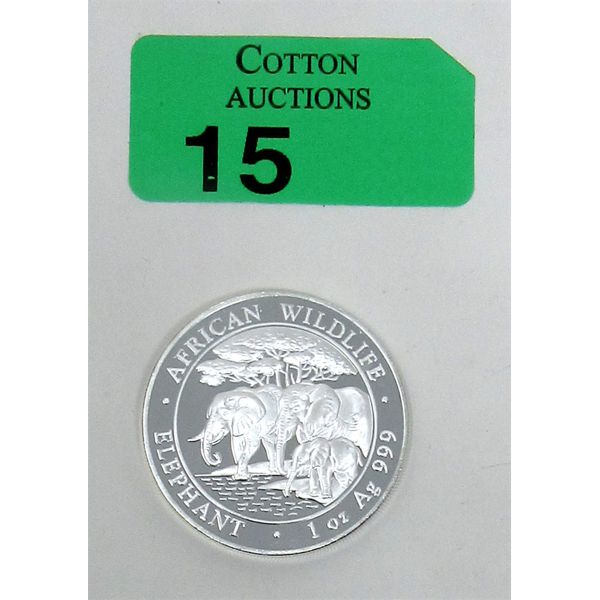 COTTON
AUCTIONS
15
AFRICAN WILDLIFE
ELEPHANT • 1 oz Ag 999